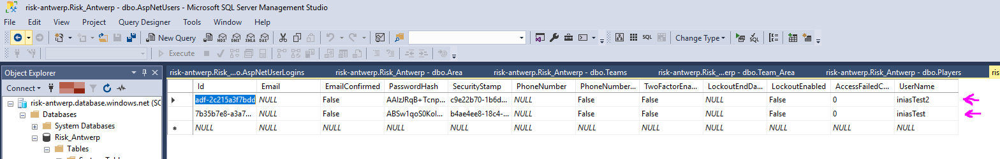 risk-antwerp.Risk_Antwerp - dbo.AspNetUsers - Microsoft SQL Server Management Studio
File Edit View Project Query Designer Tools Window Help
New Query MDX DMX XMLA DAX SQL Change Type SQL
Execute
Object Explorer risk-antwerp.Risk_...o.AspNetUserLogins risk-antwerp.Risk_Antwerp - dbo.Area risk-antwerp.Risk_Antwerp - dbo.Teams risk-antwerp.Risk_...erp - dbo.Team_Area risk-antwerp.Risk_Antwerp - dbo.Players ris
Connect Id Email EmailConfirmed PasswordHash SecurityStamp PhoneNumber PhoneNumber... TwoFactorEna... LockoutEndDa... LockoutEnabled AccessFailedC... UserName
adf-2c215a3f7bdd NULL False AAIzJRqB+Tcnp... c9e22b70-1b6d... NULL False False NULL False 0 iniasTest2
risk-antwerp.database.windows.net (SC
7b35b7e8-a3a7... NULL False ABSw1qoS0KoI... b4ae4ee8-18c4-... NULL False False NULL False 0 iniasTest
Databases
System Databases NULL NULL NULL NULL NULL NULL NULL NULL NULL NULL NULL NULL
Risk_Antwerp
Tables